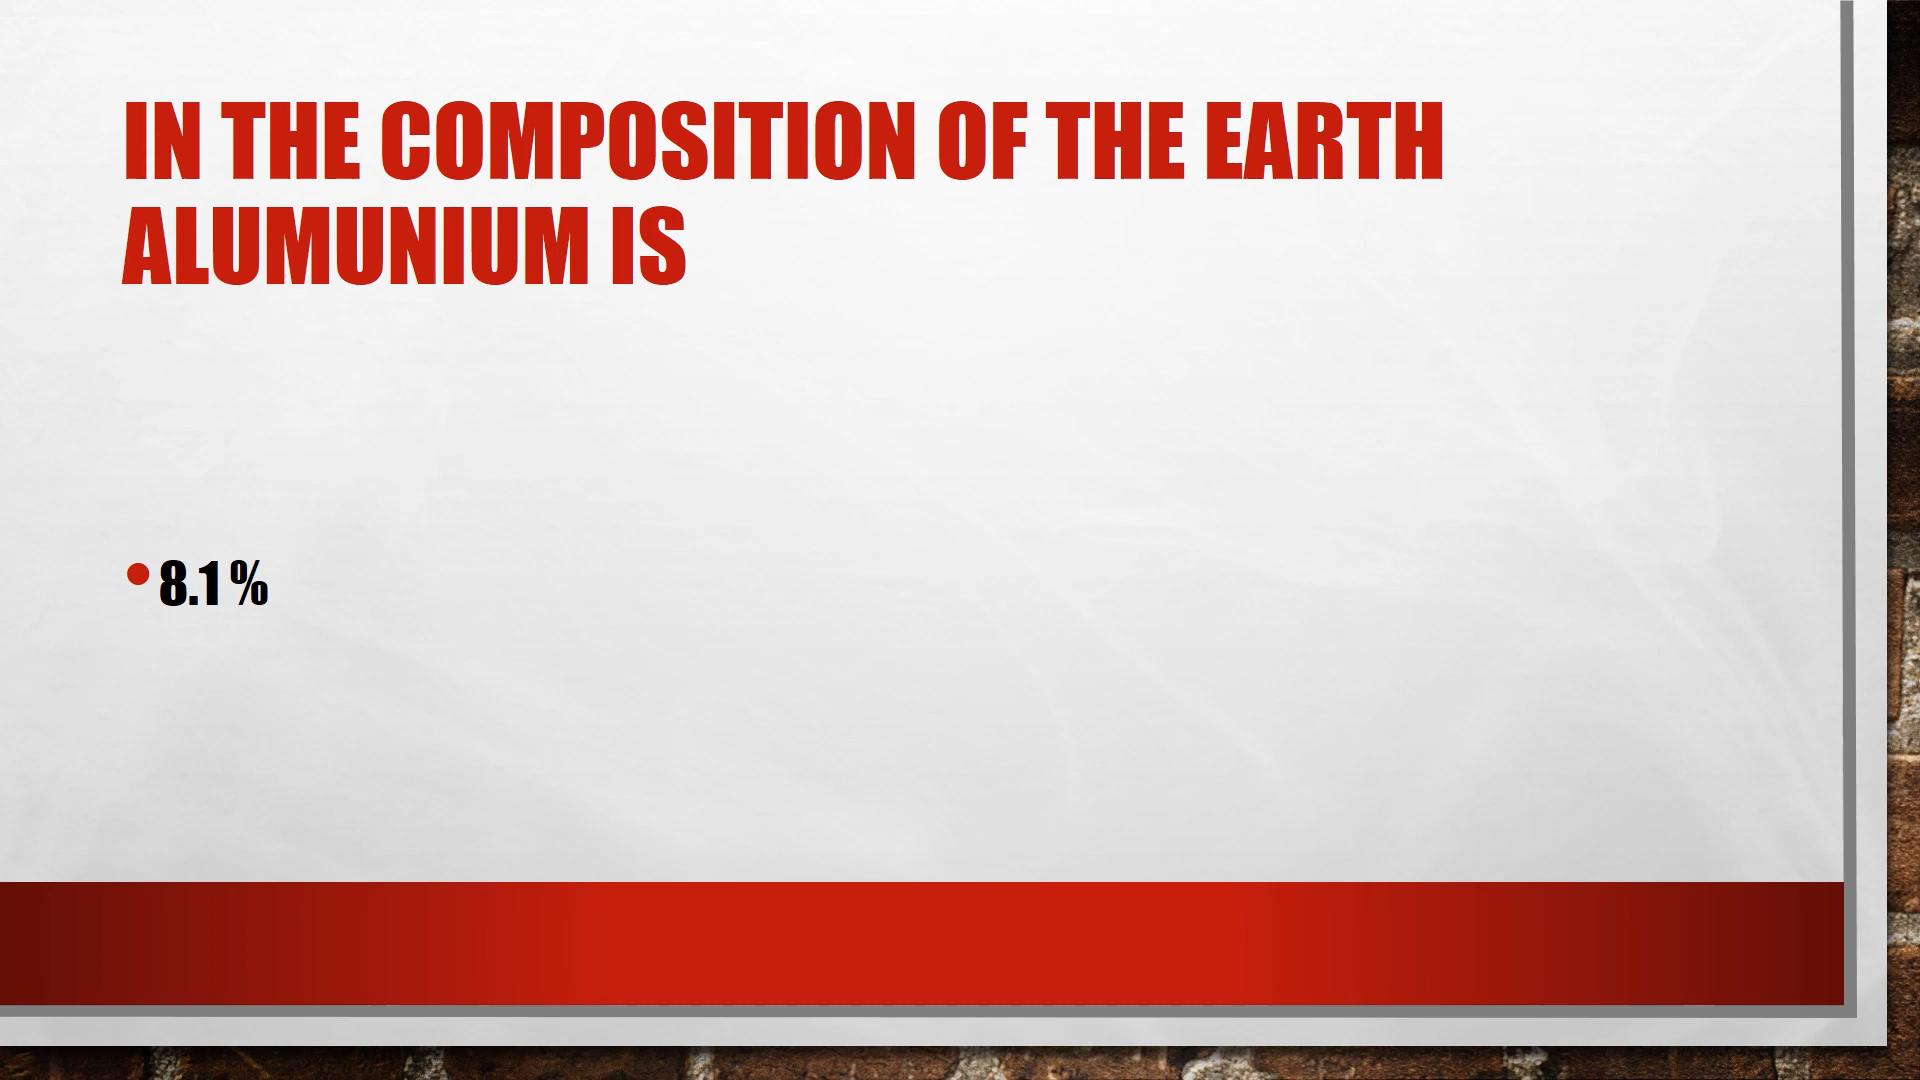 IN THE COMPOSITION OF THE EARTH
ALUMUNIUM IS
• 8.1 %